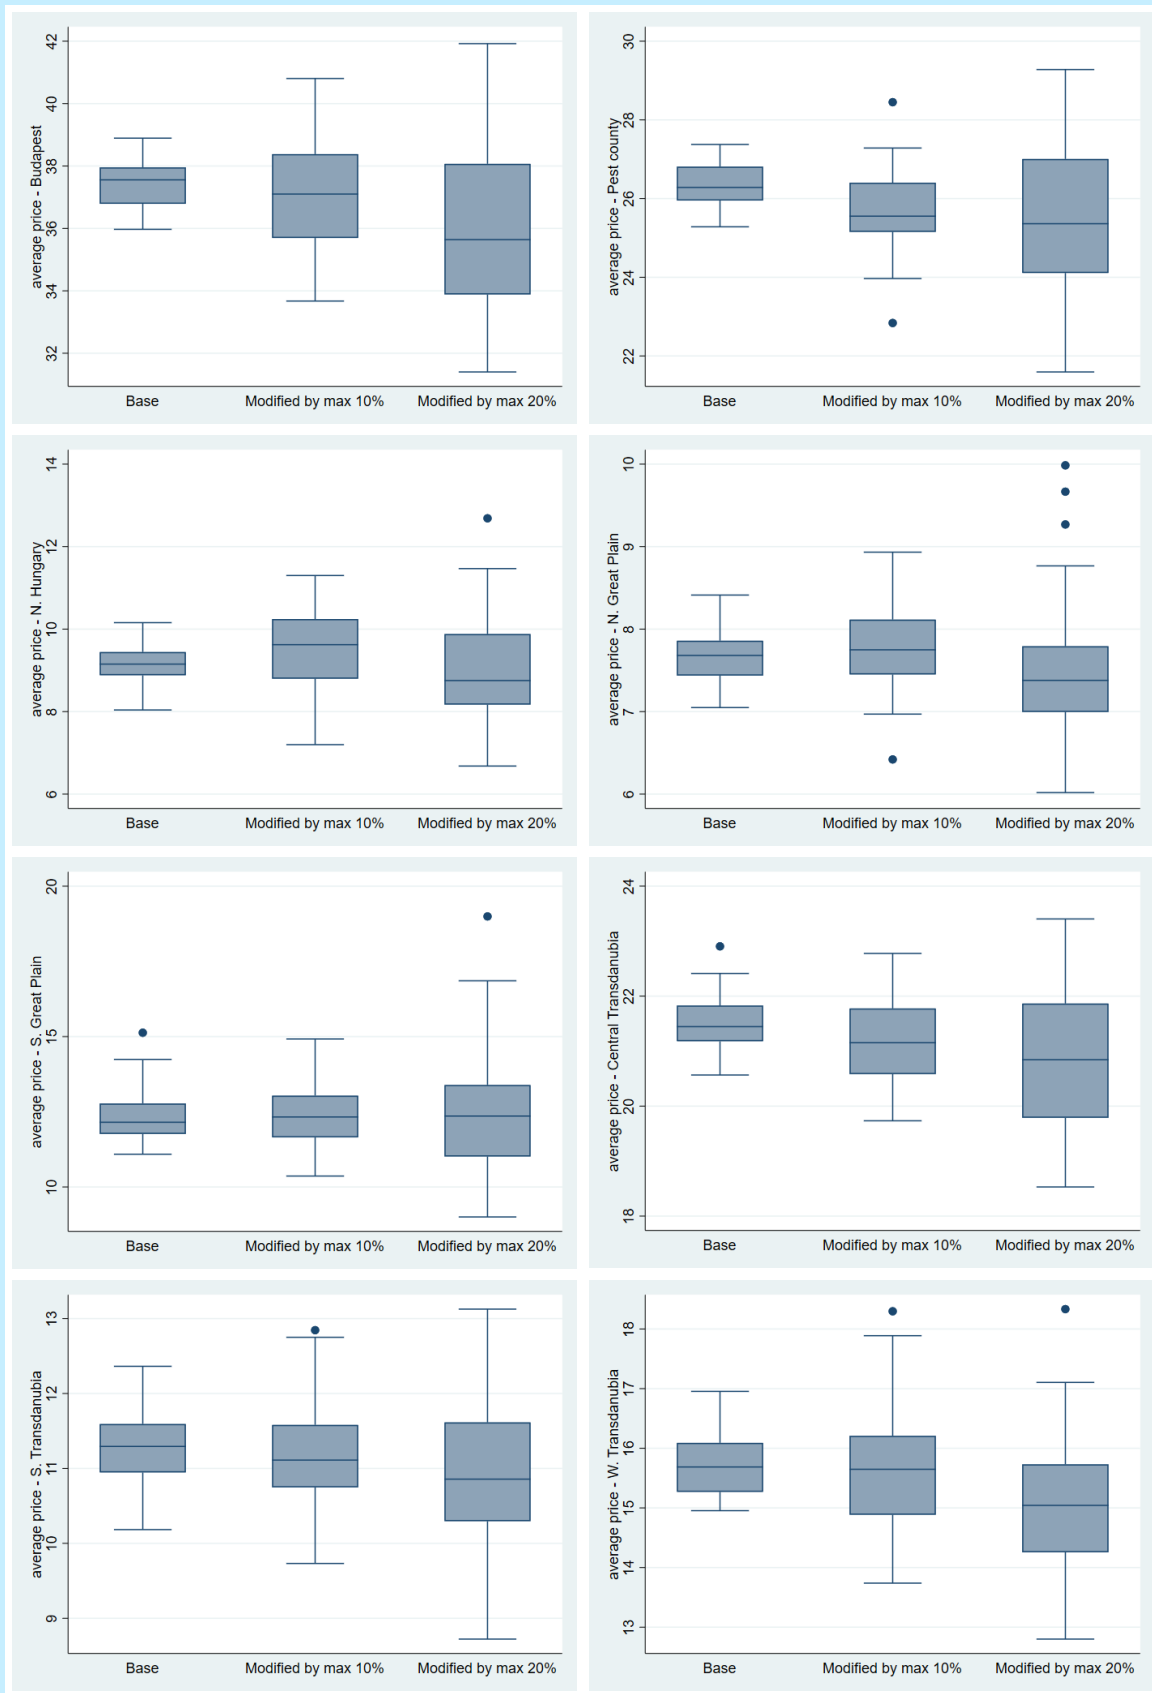 average price - Budapest
42
40
38
36
34
32
Base
Modified by max 10%
Modified by max 20%
average price - Pest county
30
28
26
24
22
Base
Modified by max 10%
Modified by max 20%
average price - N. Hungary
14
12
10
8
6
Base
Modified by max 10%
Modified by max 20%
average price - N. Great Plain
10
9
8
7
6
Base
Modified by max 10%
Modified by max 20%
average price - S. Great Plain
20
15
10
Base
Modified by max 10%
Modified by max 20%
average price - Central Transdanubia
24
22
20
18
Base
Modified by max 10%
Modified by max 20%
average price - S. Transdanubia
13
12
11
10
9
Base
Modified by max 10%
Modified by max 20%
average price - W. Transdanubia
18
17
16
15
14
13
Base
Modified by max 10%
Modified by max 20%